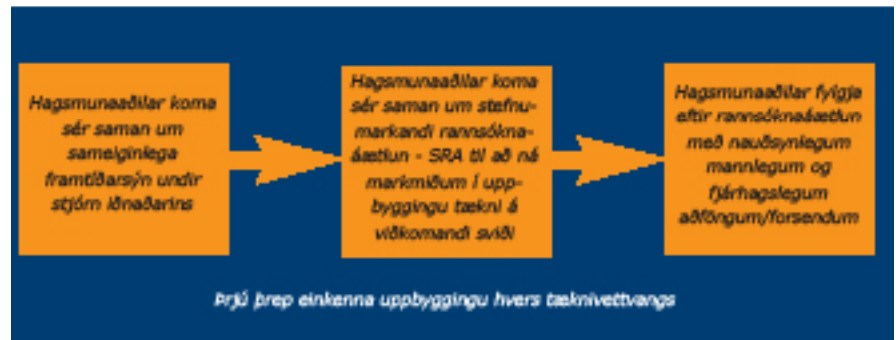 Hagsmunaaðilar koma
sér saman um
sameiginlega
framtíðarsýn undir
stjórn iðnaðarins
Hagsmunaaðilar koma
sér saman um stefnu-
markandi rannsókna-
áætlun - SRA til að ná
markmiðum í upp-
byggingu tækni á
viðkomandi sviði
Hagsmunaaðilar fylgja
eftir rannsóknaáætlun
með nauðsynlegum
mannlegum og
fjárhagslegum
aðföngum/forsendum
Þrjú þrep einkenna uppbyggingu hvers tæknivettvangs